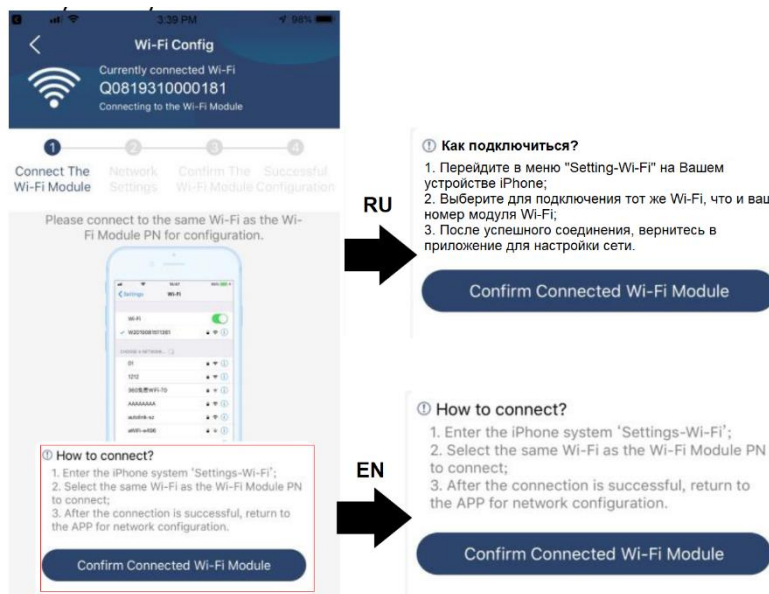 3:39 PM
98%
Wi-Fi Config
Currently connected Wi-Fi
Q0819310000181
Connecting to the Wi-Fi Module
1
2
3
4
Connect The
Wi-Fi Module
Network
Settings
Confirm The
Wi-Fi Module
Successful
Configuration
Please connect to the same Wi-Fi as the Wi-
Fi Module PN for configuration.
Settings
Wi-Fi
Wi-Fi
CHOOSE A NETWORK...
01
1212
AAAAAAAA
How to connect?
1. Enter the iPhone system ‘Settings-Wi-Fi’;
2. Select the same Wi-Fi as the Wi-Fi Module PN
to connect;
3. After the connection is successful, return to
the APP for network configuration.
Confirm Connected Wi-Fi Module
RU
Как подключиться?
1. Перейдите в меню "Setting-Wi-Fi" на Вашем
устройстве iPhone;
2. Выберите для подключения тот же Wi-Fi, что и ваш
номер модуля Wi-Fi;
3. После успешного соединения, вернитесь в
приложение для настройки сети.
Confirm Connected Wi-Fi Module
EN
How to connect?
1. Enter the iPhone system ‘Settings-Wi-Fi’;
2. Select the same Wi-Fi as the Wi-Fi Module PN
to connect;
3. After the connection is successful, return to
the APP for network configuration.
Confirm Connected Wi-Fi Module